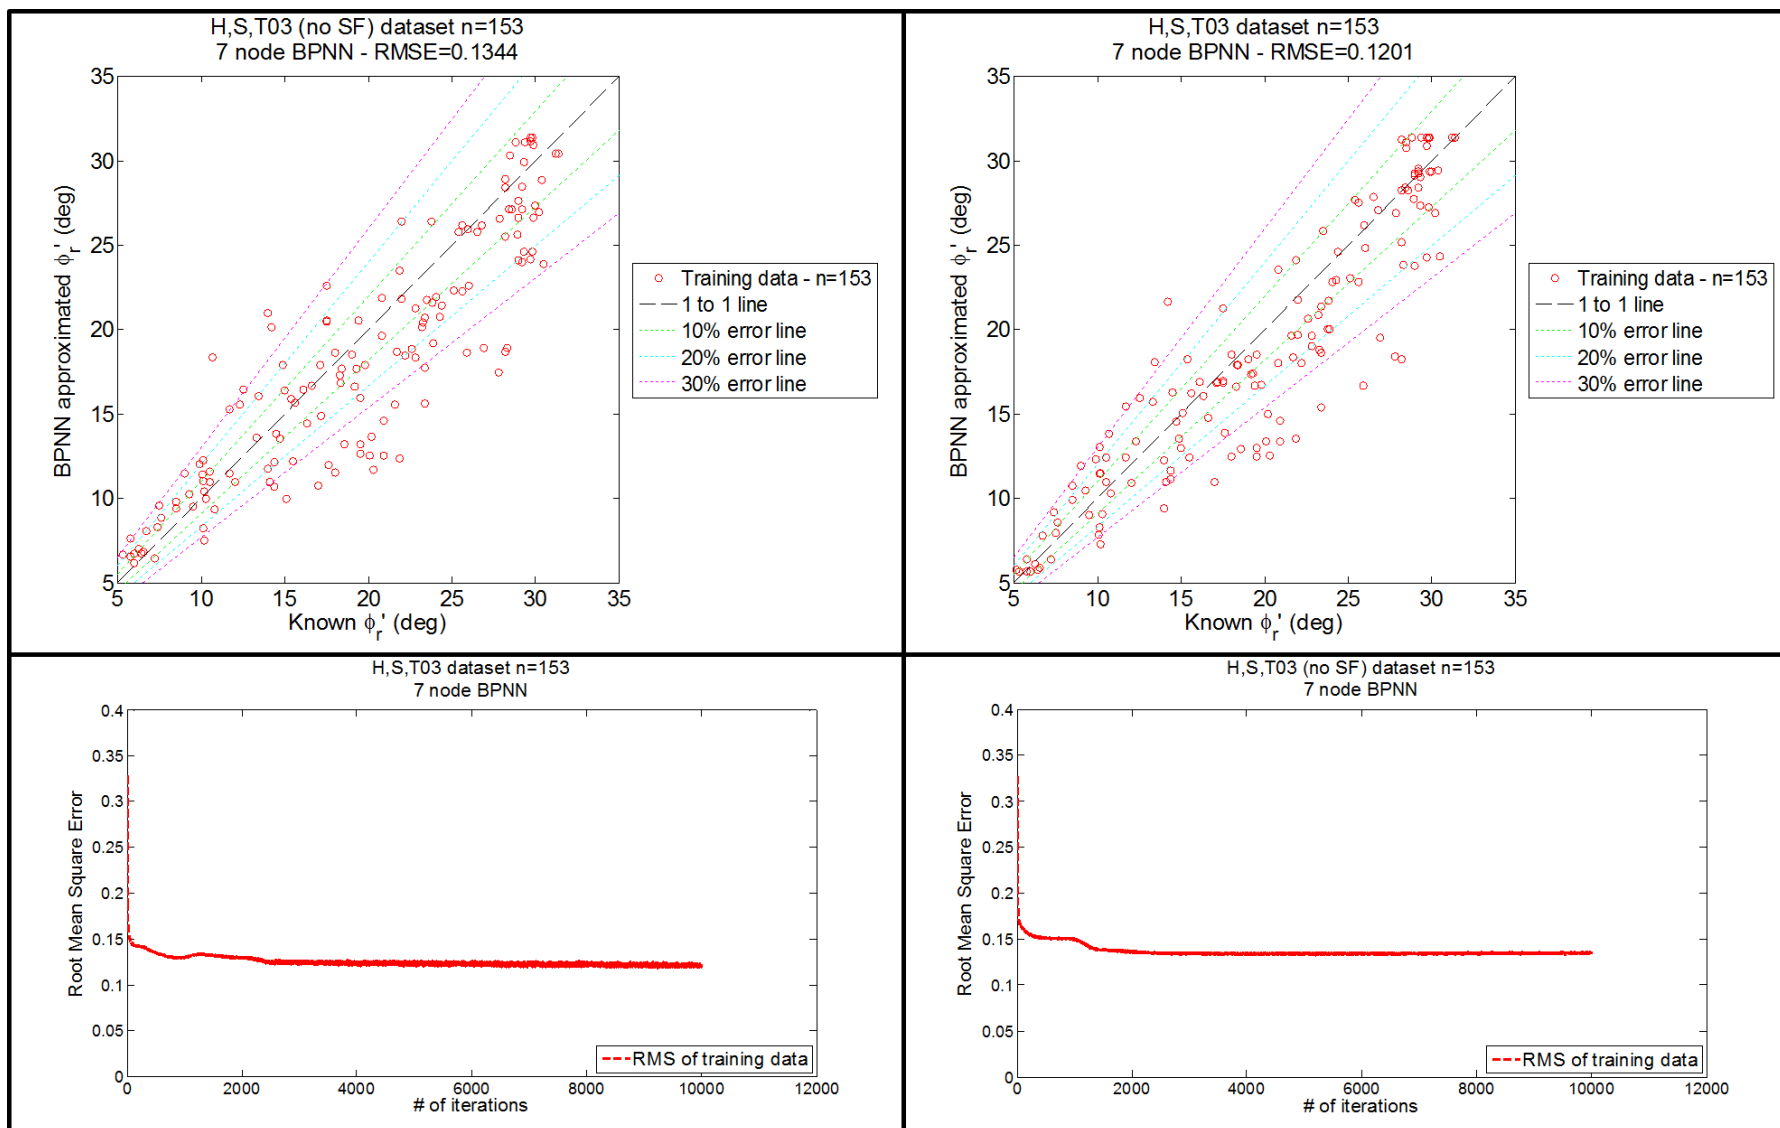 H,S,T03 (no SF) dataset n=153
7 node BPNN - RMSE=0.1344
35
30
25
20
15
10
5
BPNN approximated ϕr' (deg)
5 10 15 20 25 30 35
Known ϕr' (deg)
Training data - n=153
1 to 1 line
10% error line
20% error line
30% error line
H,S,T03 dataset n=153
7 node BPNN - RMSE=0.1201
35
30
25
20
15
10
5
BPNN approximated ϕr' (deg)
5 10 15 20 25 30 35
Known ϕr' (deg)
Training data - n=153
1 to 1 line
10% error line
20% error line
30% error line
H,S,T03 dataset n=153
7 node BPNN
0.4
0.35
0.3
0.25
0.2
0.15
0.1
0.05
0
Root Mean Square Error
RMS of training data
0 2000 4000 6000 8000 10000 12000
# of iterations
H,S,T03 (no SF) dataset n=153
7 node BPNN
0.4
0.35
0.3
0.25
0.2
0.15
0.1
0.05
0
Root Mean Square Error
RMS of training data
0 2000 4000 6000 8000 10000 12000
# of iterations